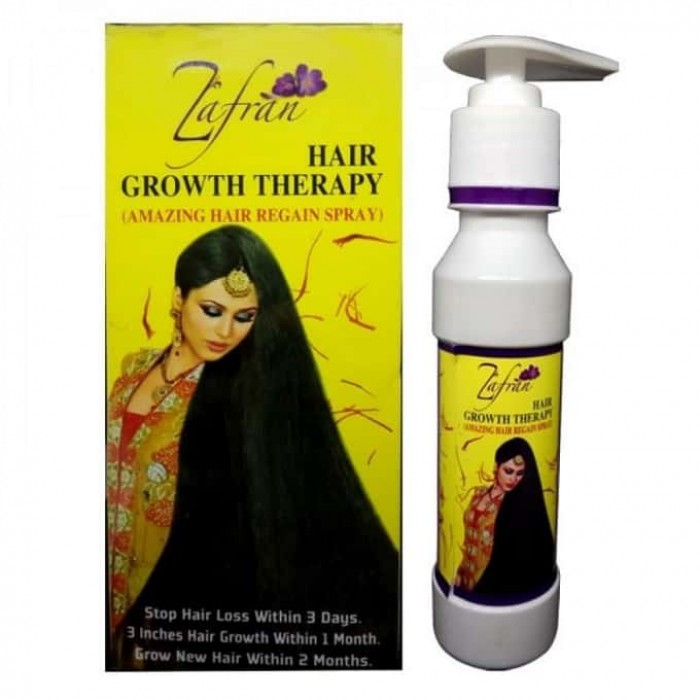 Zafran
HAIR
GROWTH THERAPY
(AMAZING HAIR REGAIN SPRAY)
Stop Hair Loss Within 3 Days.
3 Inches Hair Growth Within 1 Month.
Grow New Hair Within 2 Months.
Zafran
HAIR
GROWTH THERAPY
(AMAZING HAIR REGAIN SPRAY)